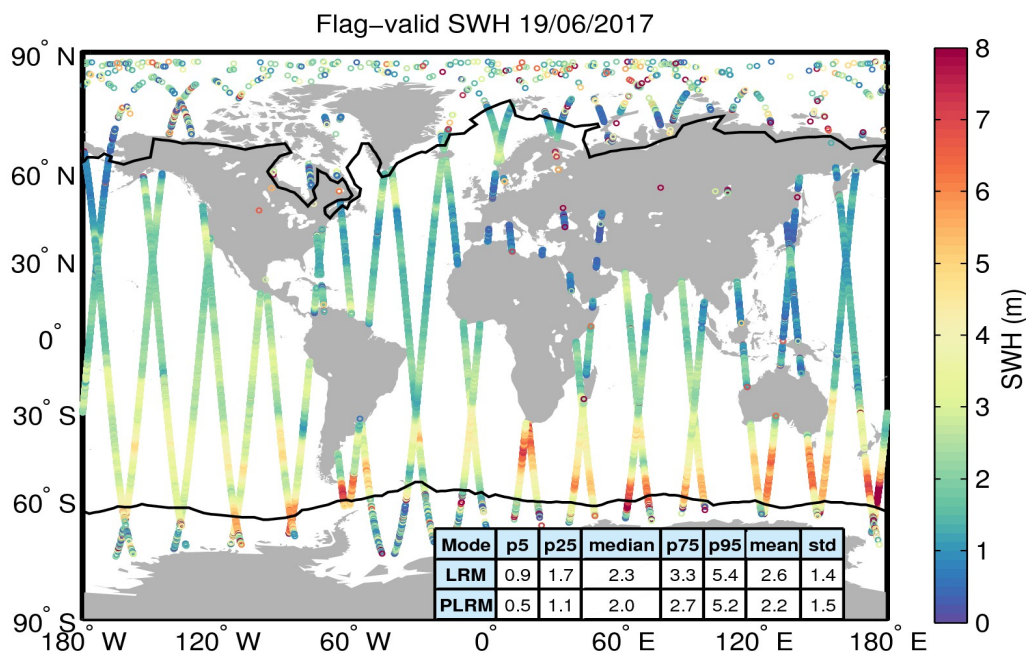 Flag−valid SWH 19/06/2017
90° N
60° N
30° N
0°
30° S
60° S
90° S
180° W
120° W
60° W
0°
60° E
120° E
180° E
8
7
6
5
4
3
2
1
0
SWH (m)
Mode p5 p25 median p75 p95 mean std
LRM 0.9 1.7 2.3 3.3 5.4 2.6 1.4
PLRM 0.5 1.1 2.0 2.7 5.2 2.2 1.5